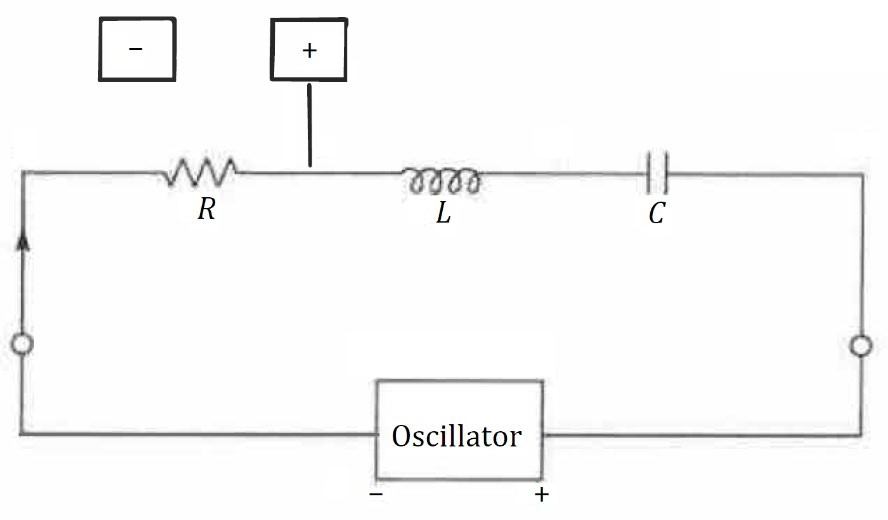 − +
R L C
Oscillator
− +